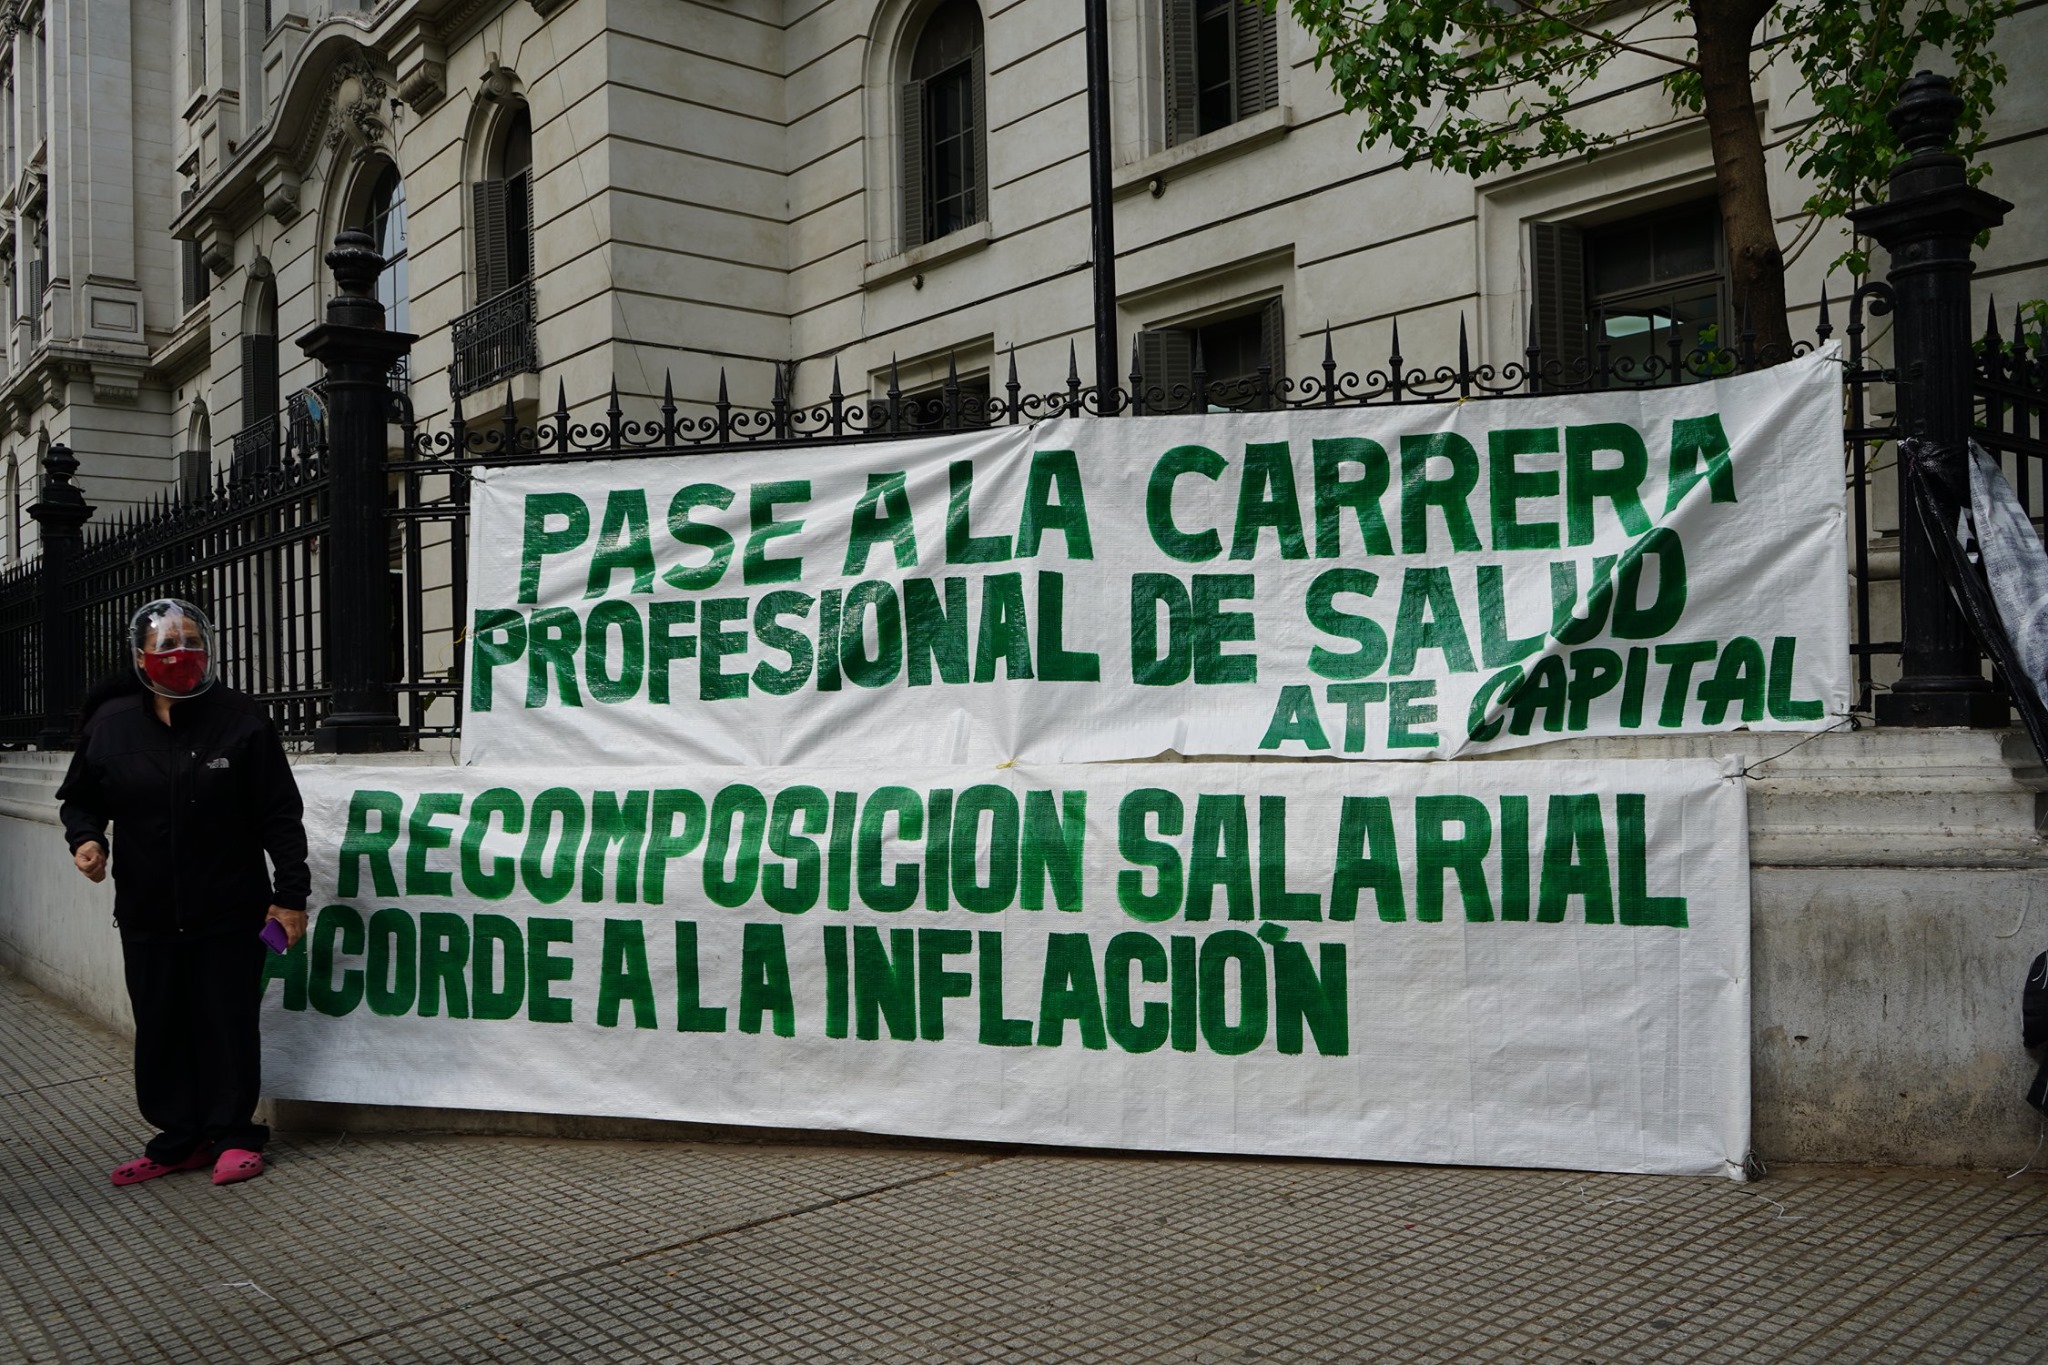 PASE A LA CARRERA
PROFESIONAL DE SALUD
ATE CAPITAL
RECOMPOSICION SALARIAL
ACORDE A LA INFLACIÓN